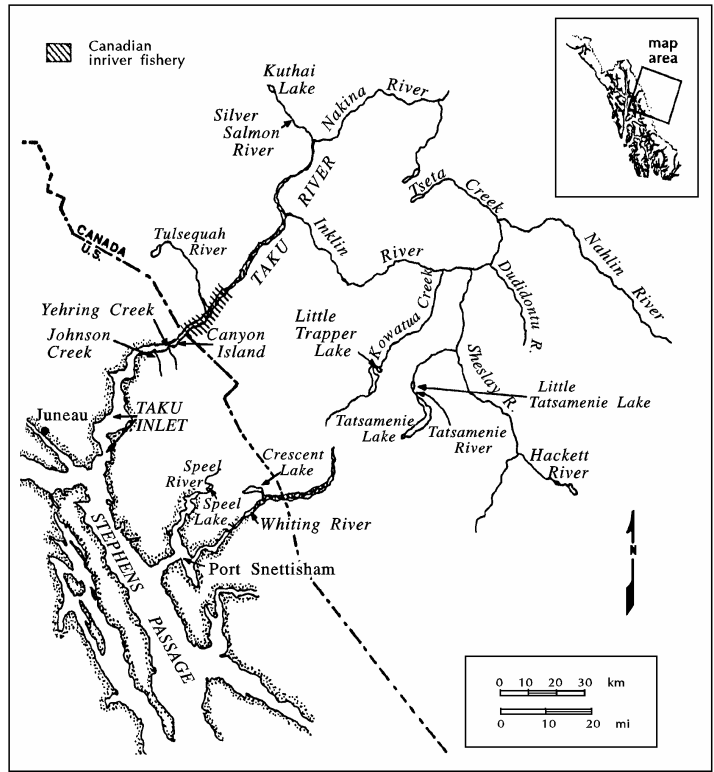 Canadian
inriver fishery
map
area
Kuthai
Lake
Nakina River
Silver
Salmon
River
Tseta Creek
TAKU RIVER
Inklin River
Nahlin River
Tulsequah
River
CANADA
U.S.
Dudidontu R.
Yehring Creek
Johnson
Creek
Canyon
Island
Little
Trapper
Lake
Kowatua Creek
Sheslay R.
Little
Tatsamenie Lake
Juneau
TAKU
INLET
Tatsamenie
Lake
Tatsamenie
River
Hackett
River
Crescent
Lake
Speel
River
Speel
Lake
Whiting River
Port Snettisham
STEPHENS PASSAGE
N
0 10 20 30 km
0 10 20 mi